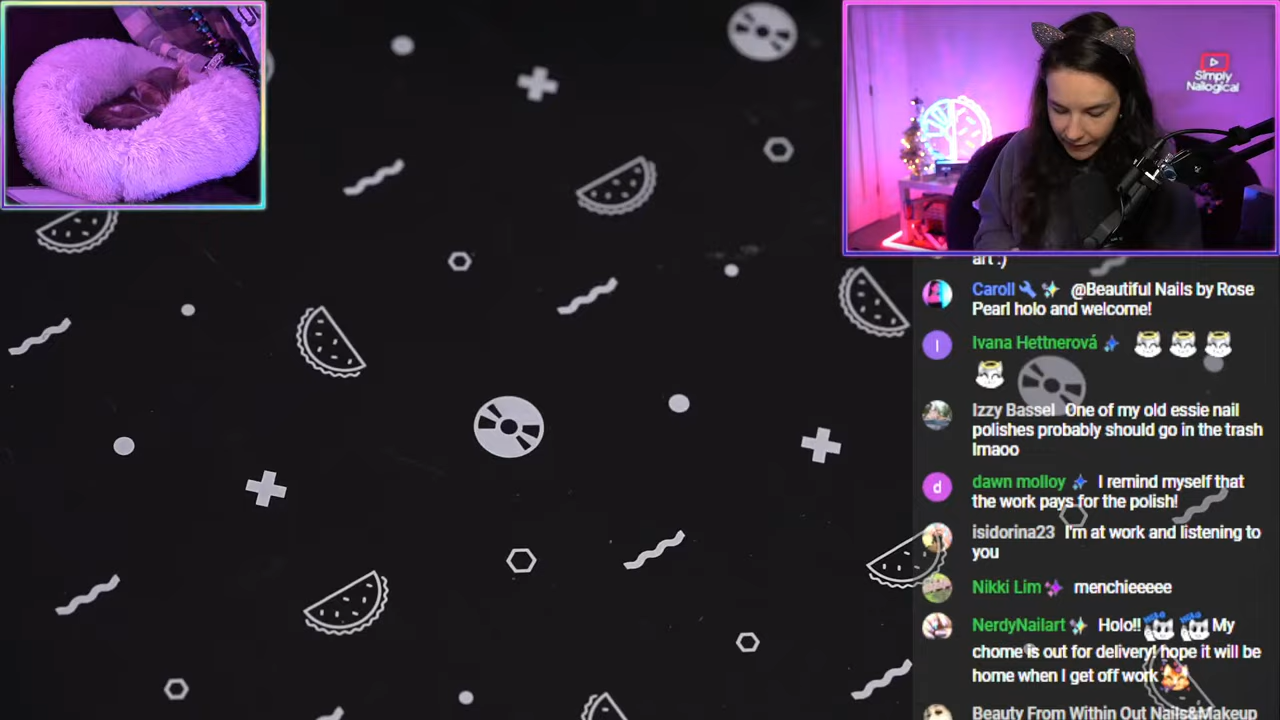 Simply
Nailogical
art :)
Caroll @Beautiful Nails by Rose
Pearl holo and welcome!
Ivana Hettnerová
Izzy Bassel One of my old essie nail
polishes probably should go in the trash
lmaoo
dawn molloy I remind myself that
the work pays for the polish!
isidorina23 I'm at work and listening to
you
Nikki Lim menchieeeee
NerdyNailart Holo!! My
chome is out for delivery! hope it will be
home when I get off work
Beauty From Within Out Nails&Makeup